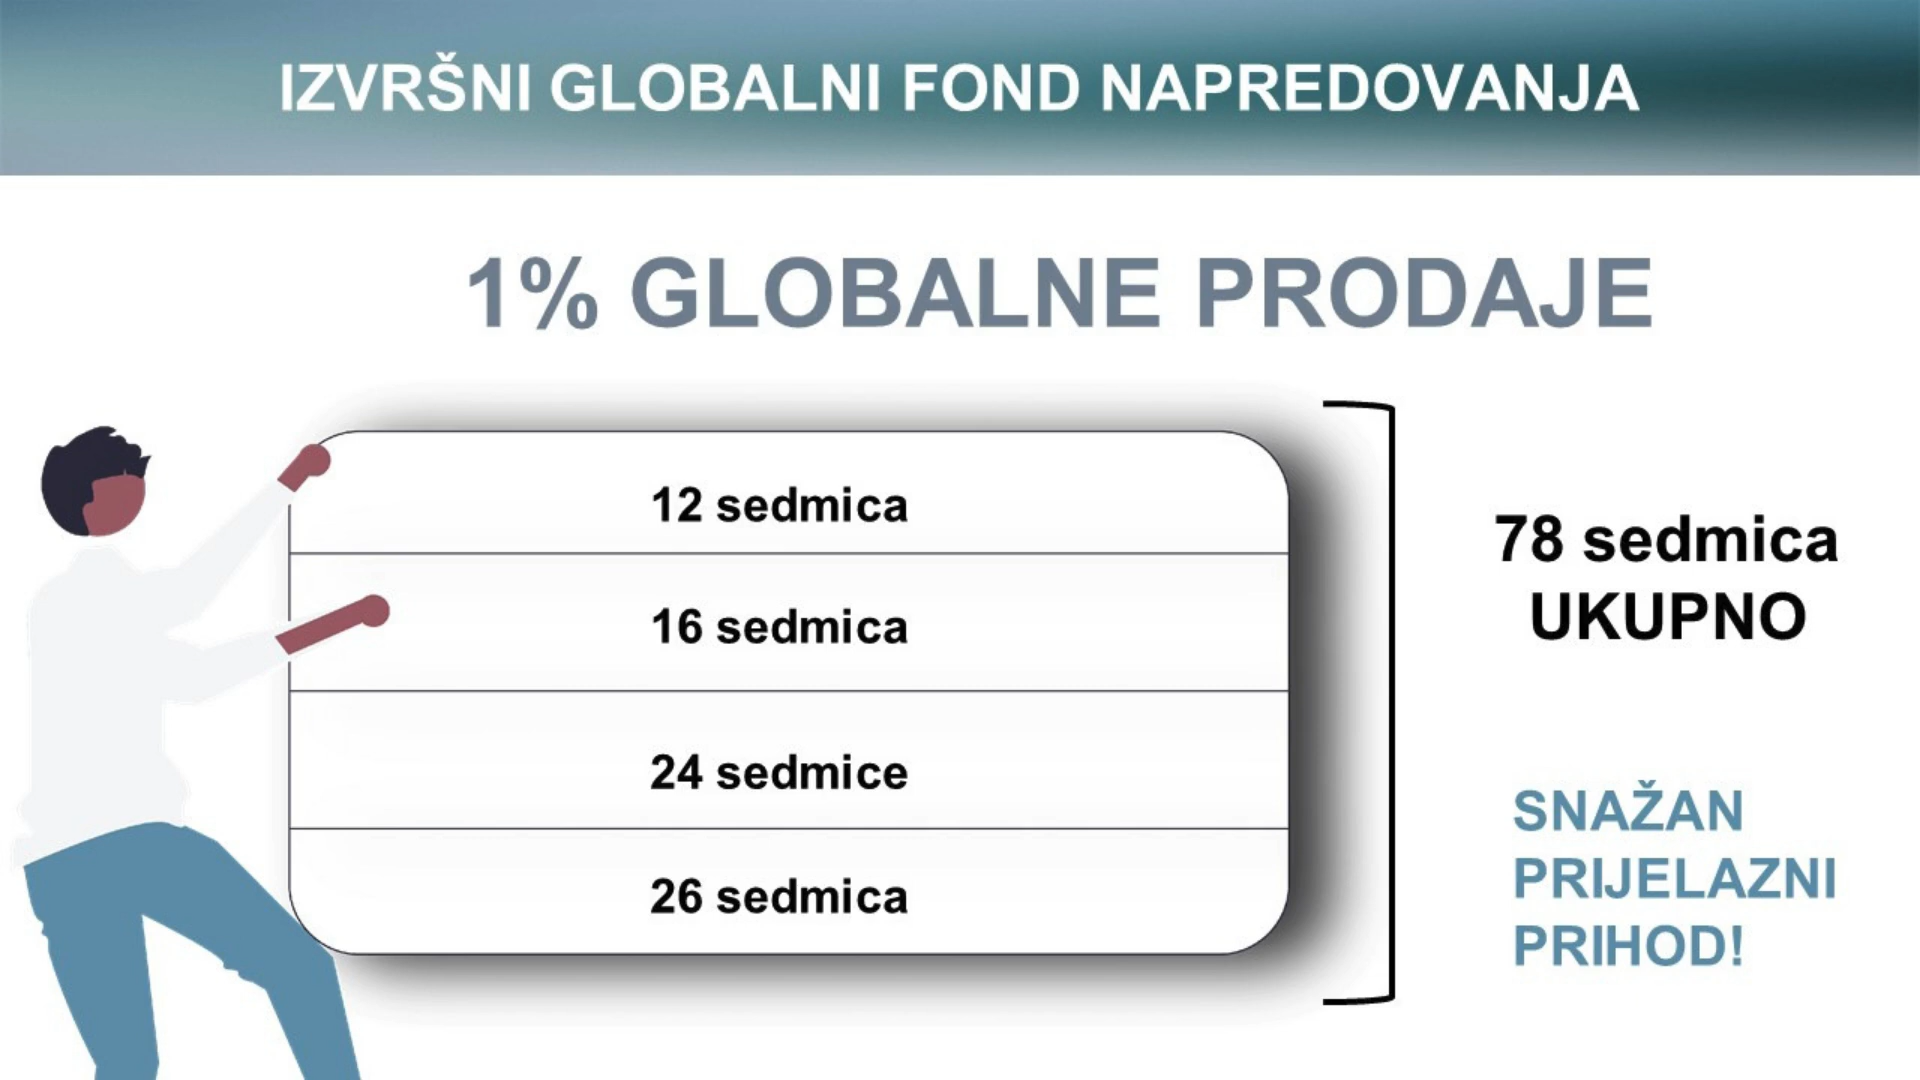 IZVRŠNI GLOBALNI FOND NAPREDOVANJA
1% GLOBALNE PRODAJE
12 sedmica
16 sedmica
24 sedmice
26 sedmica
78 sedmica
UKUPNO
SNAŽAN
PRIJELAZNI
PRIHOD!